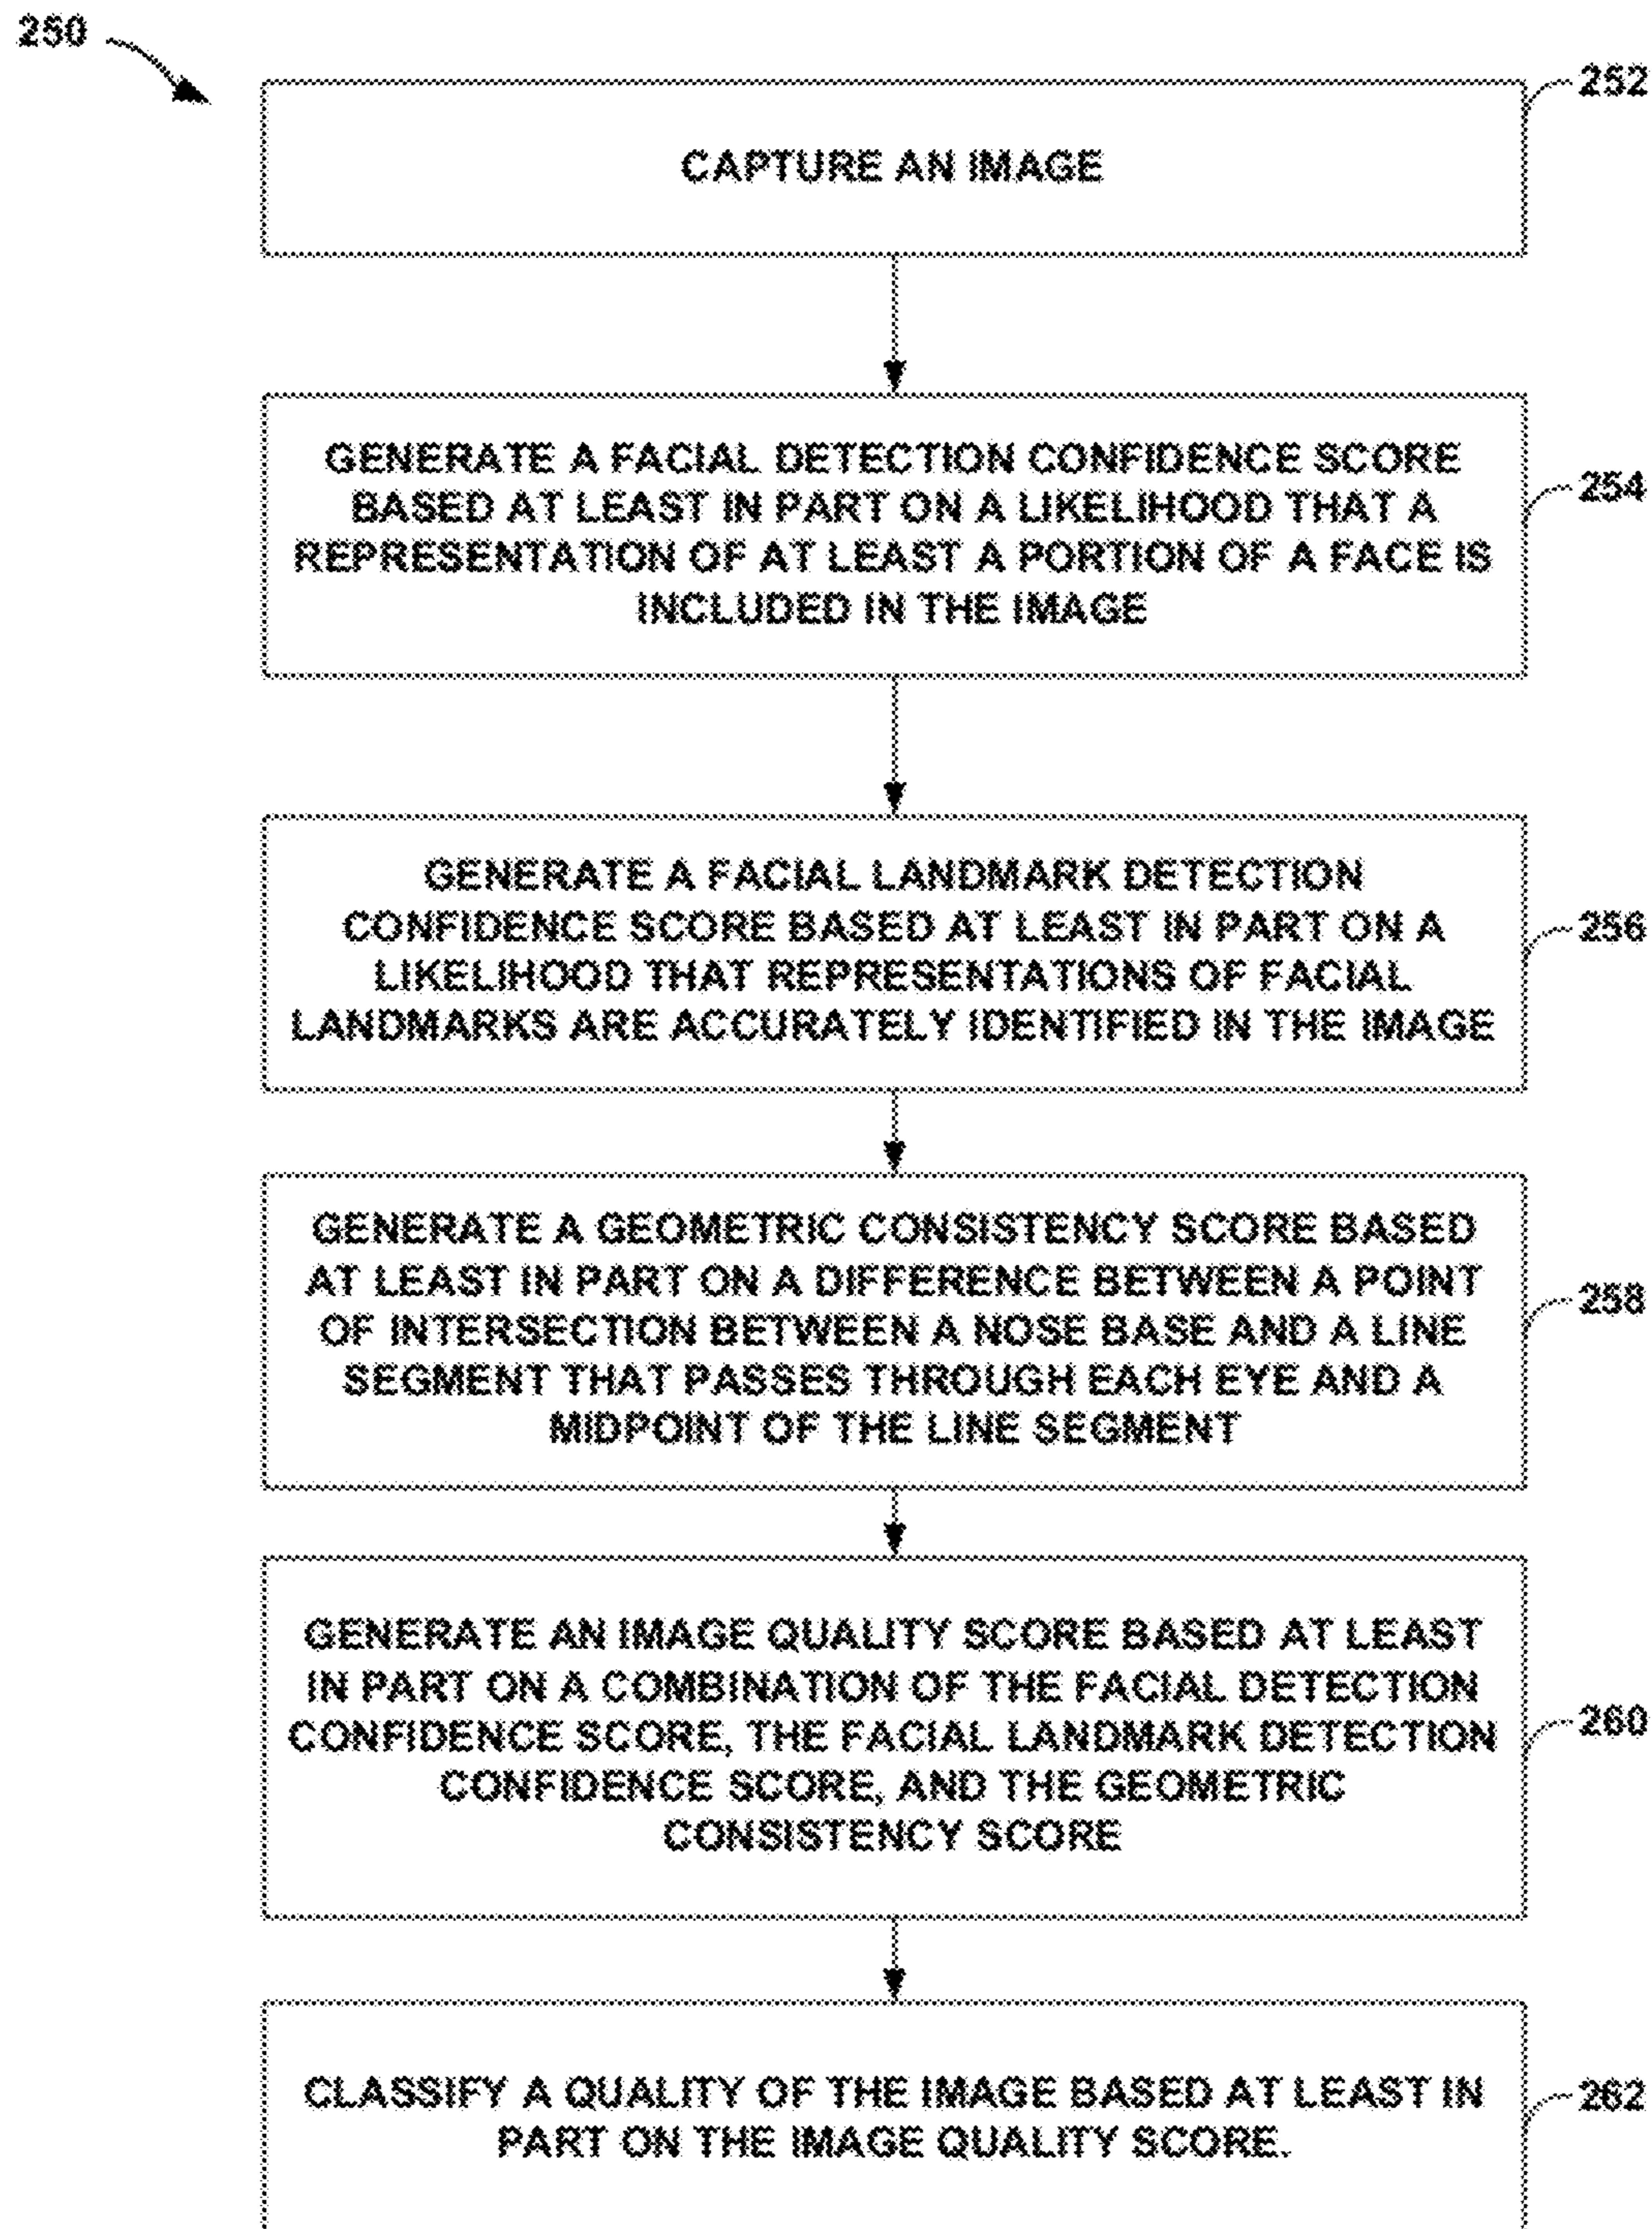 250
252
CAPTURE AN IMAGE
GENERATE A FACIAL DETECTION CONFIDENCE SCORE
BASED AT LEAST IN PART ON A LIKELIHOOD THAT A
REPRESENTATION OF AT LEAST A PORTION OF A FACE IS
INCLUDED IN THE IMAGE
254
GENERATE A FACIAL LANDMARK DETECTION
CONFIDENCE SCORE BASED AT LEAST IN PART ON A
LIKELIHOOD THAT REPRESENTATIONS OF FACIAL
LANDMARKS ARE ACCURATELY IDENTIFIED IN THE IMAGE
256
GENERATE A GEOMETRIC CONSISTENCY SCORE BASED
AT LEAST IN PART ON A DIFFERENCE BETWEEN A POINT
OF INTERSECTION BETWEEN A NOSE BASE AND A LINE
SEGMENT THAT PASSES THROUGH EACH EYE AND A
MIDPOINT OF THE LINE SEGMENT
258
GENERATE AN IMAGE QUALITY SCORE BASED AT LEAST
IN PART ON A COMBINATION OF THE FACIAL DETECTION
CONFIDENCE SCORE, THE FACIAL LANDMARK DETECTION
CONFIDENCE SCORE, AND THE GEOMETRIC
CONSISTENCY SCORE
260
CLASSIFY A QUALITY OF THE IMAGE BASED AT LEAST IN
PART ON THE IMAGE QUALITY SCORE.
262